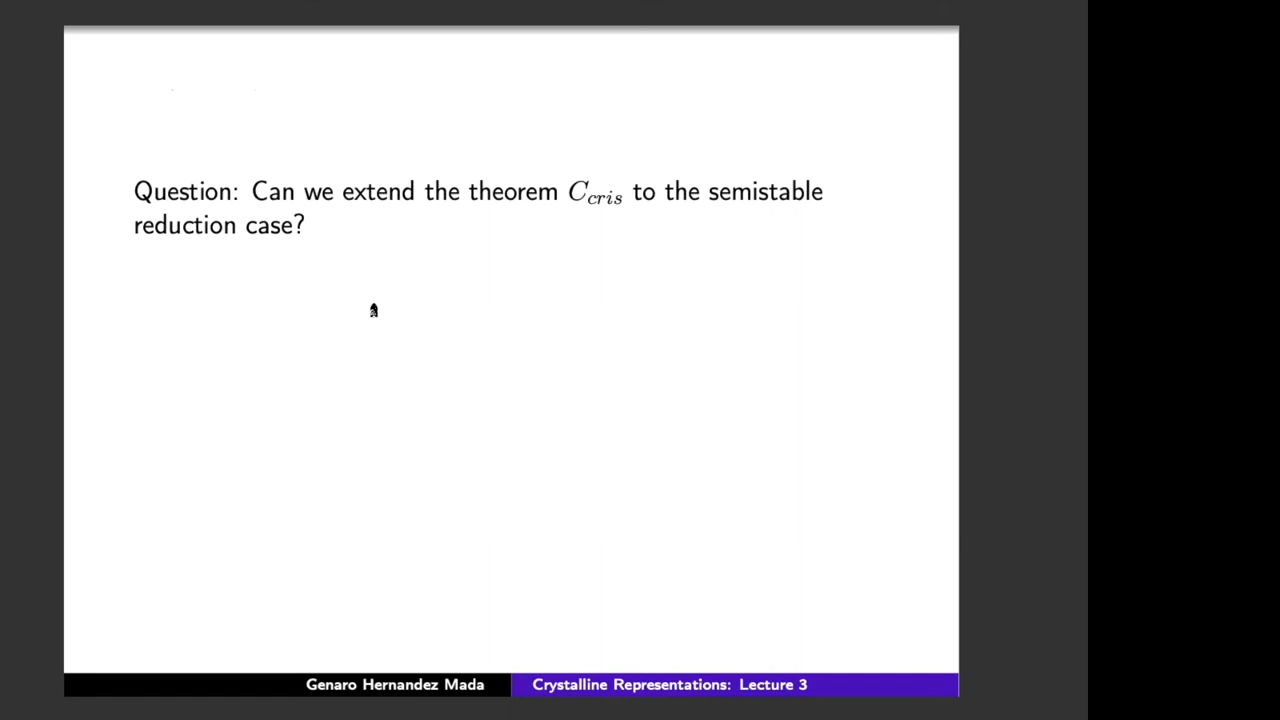 Question: Can we extend the theorem C_{cris} to the semistable
reduction case?
Genaro Hernandez Mada
Crystalline Representations: Lecture 3